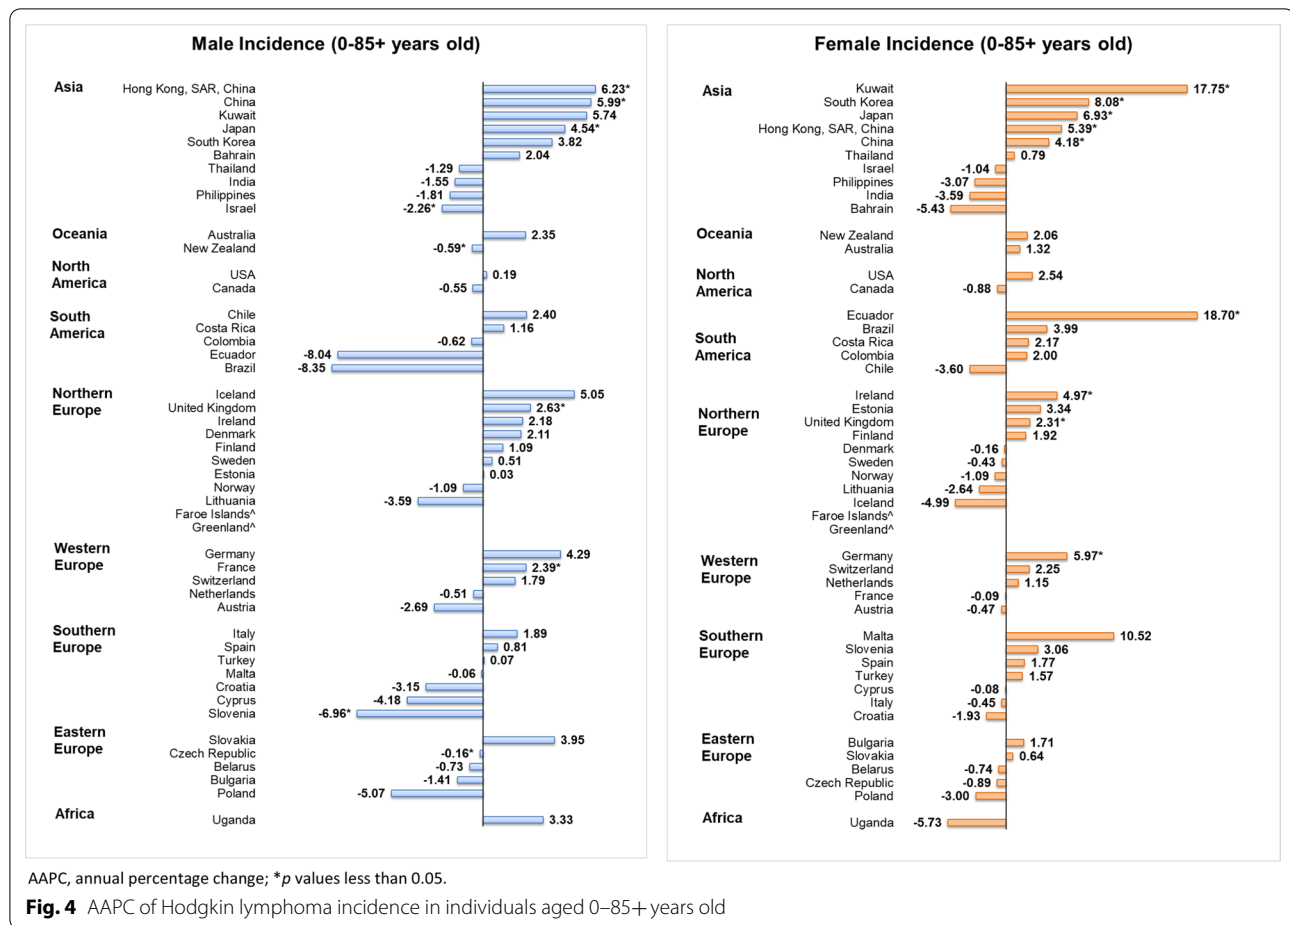 Male Incidence (0-85+ years old)
Asia
Hong Kong, SAR, China 6.23*
China 5.99*
Kuwait 5.74
Japan 4.54*
South Korea 3.82
Bahrain 2.04
Thailand -1.29
India -1.55
Philippines -1.81
Israel -2.26*
Oceania
Australia 2.35
New Zealand -0.59*
North
America
USA 0.19
Canada -0.55
South
America
Chile 2.40
Costa Rica 1.16
Colombia -0.62
Ecuador -8.04
Brazil -8.35
Northern
Europe
Iceland 5.05
United Kingdom 2.63*
Ireland 2.18
Denmark 2.11
Finland 1.09
Sweden 0.51
Estonia 0.03
Norway -1.09
Lithuania -3.59
Faroe Islands^
Greenland^
Western
Europe
Germany 4.29
France 2.39*
Switzerland 1.79
Netherlands -0.51
Austria -2.69
Southern
Europe
Italy 1.89
Spain 0.81
Turkey 0.07
Malta -0.06
Croatia -3.15
Cyprus -4.18
Slovenia -6.96*
Eastern
Europe
Slovakia 3.95
Czech Republic -0.16*
Belarus -0.73
Bulgaria -1.41
Poland -5.07
Africa
Uganda 3.33
Female Incidence (0-85+ years old)
Asia
Kuwait 17.75*
South Korea 8.08*
Japan 6.93*
Hong Kong, SAR, China 5.39*
China 4.18*
Thailand 0.79
Israel -1.04
Philippines -3.07
India -3.59
Bahrain -5.43
Oceania
New Zealand 2.06
Australia 1.32
North
America
USA 2.54
Canada -0.88
South
America
Ecuador 18.70*
Brazil 3.99
Costa Rica 2.17
Colombia 2.00
Chile -3.60
Northern
Europe
Ireland 4.97*
Estonia 3.34
United Kingdom 2.31*
Finland 1.92
Denmark -0.16
Sweden -0.43
Norway -1.09
Lithuania -2.64
Iceland -4.99
Faroe Islands^
Greenland^
Western
Europe
Germany 5.97*
Switzerland 2.25
Netherlands 1.15
France -0.09
Austria -0.47
Southern
Europe
Malta 10.52
Slovenia 3.06
Spain 1.77
Turkey 1.57
Cyprus -0.08
Italy -0.45
Croatia -1.93
Eastern
Europe
Bulgaria 1.71
Slovakia 0.64
Belarus -0.74
Czech Republic -0.89
Poland -3.00
Africa
Uganda -5.73
AAPC, annual percentage change; *p values less than 0.05.
Fig. 4 AAPC of Hodgkin lymphoma incidence in individuals aged 0–85+ years old